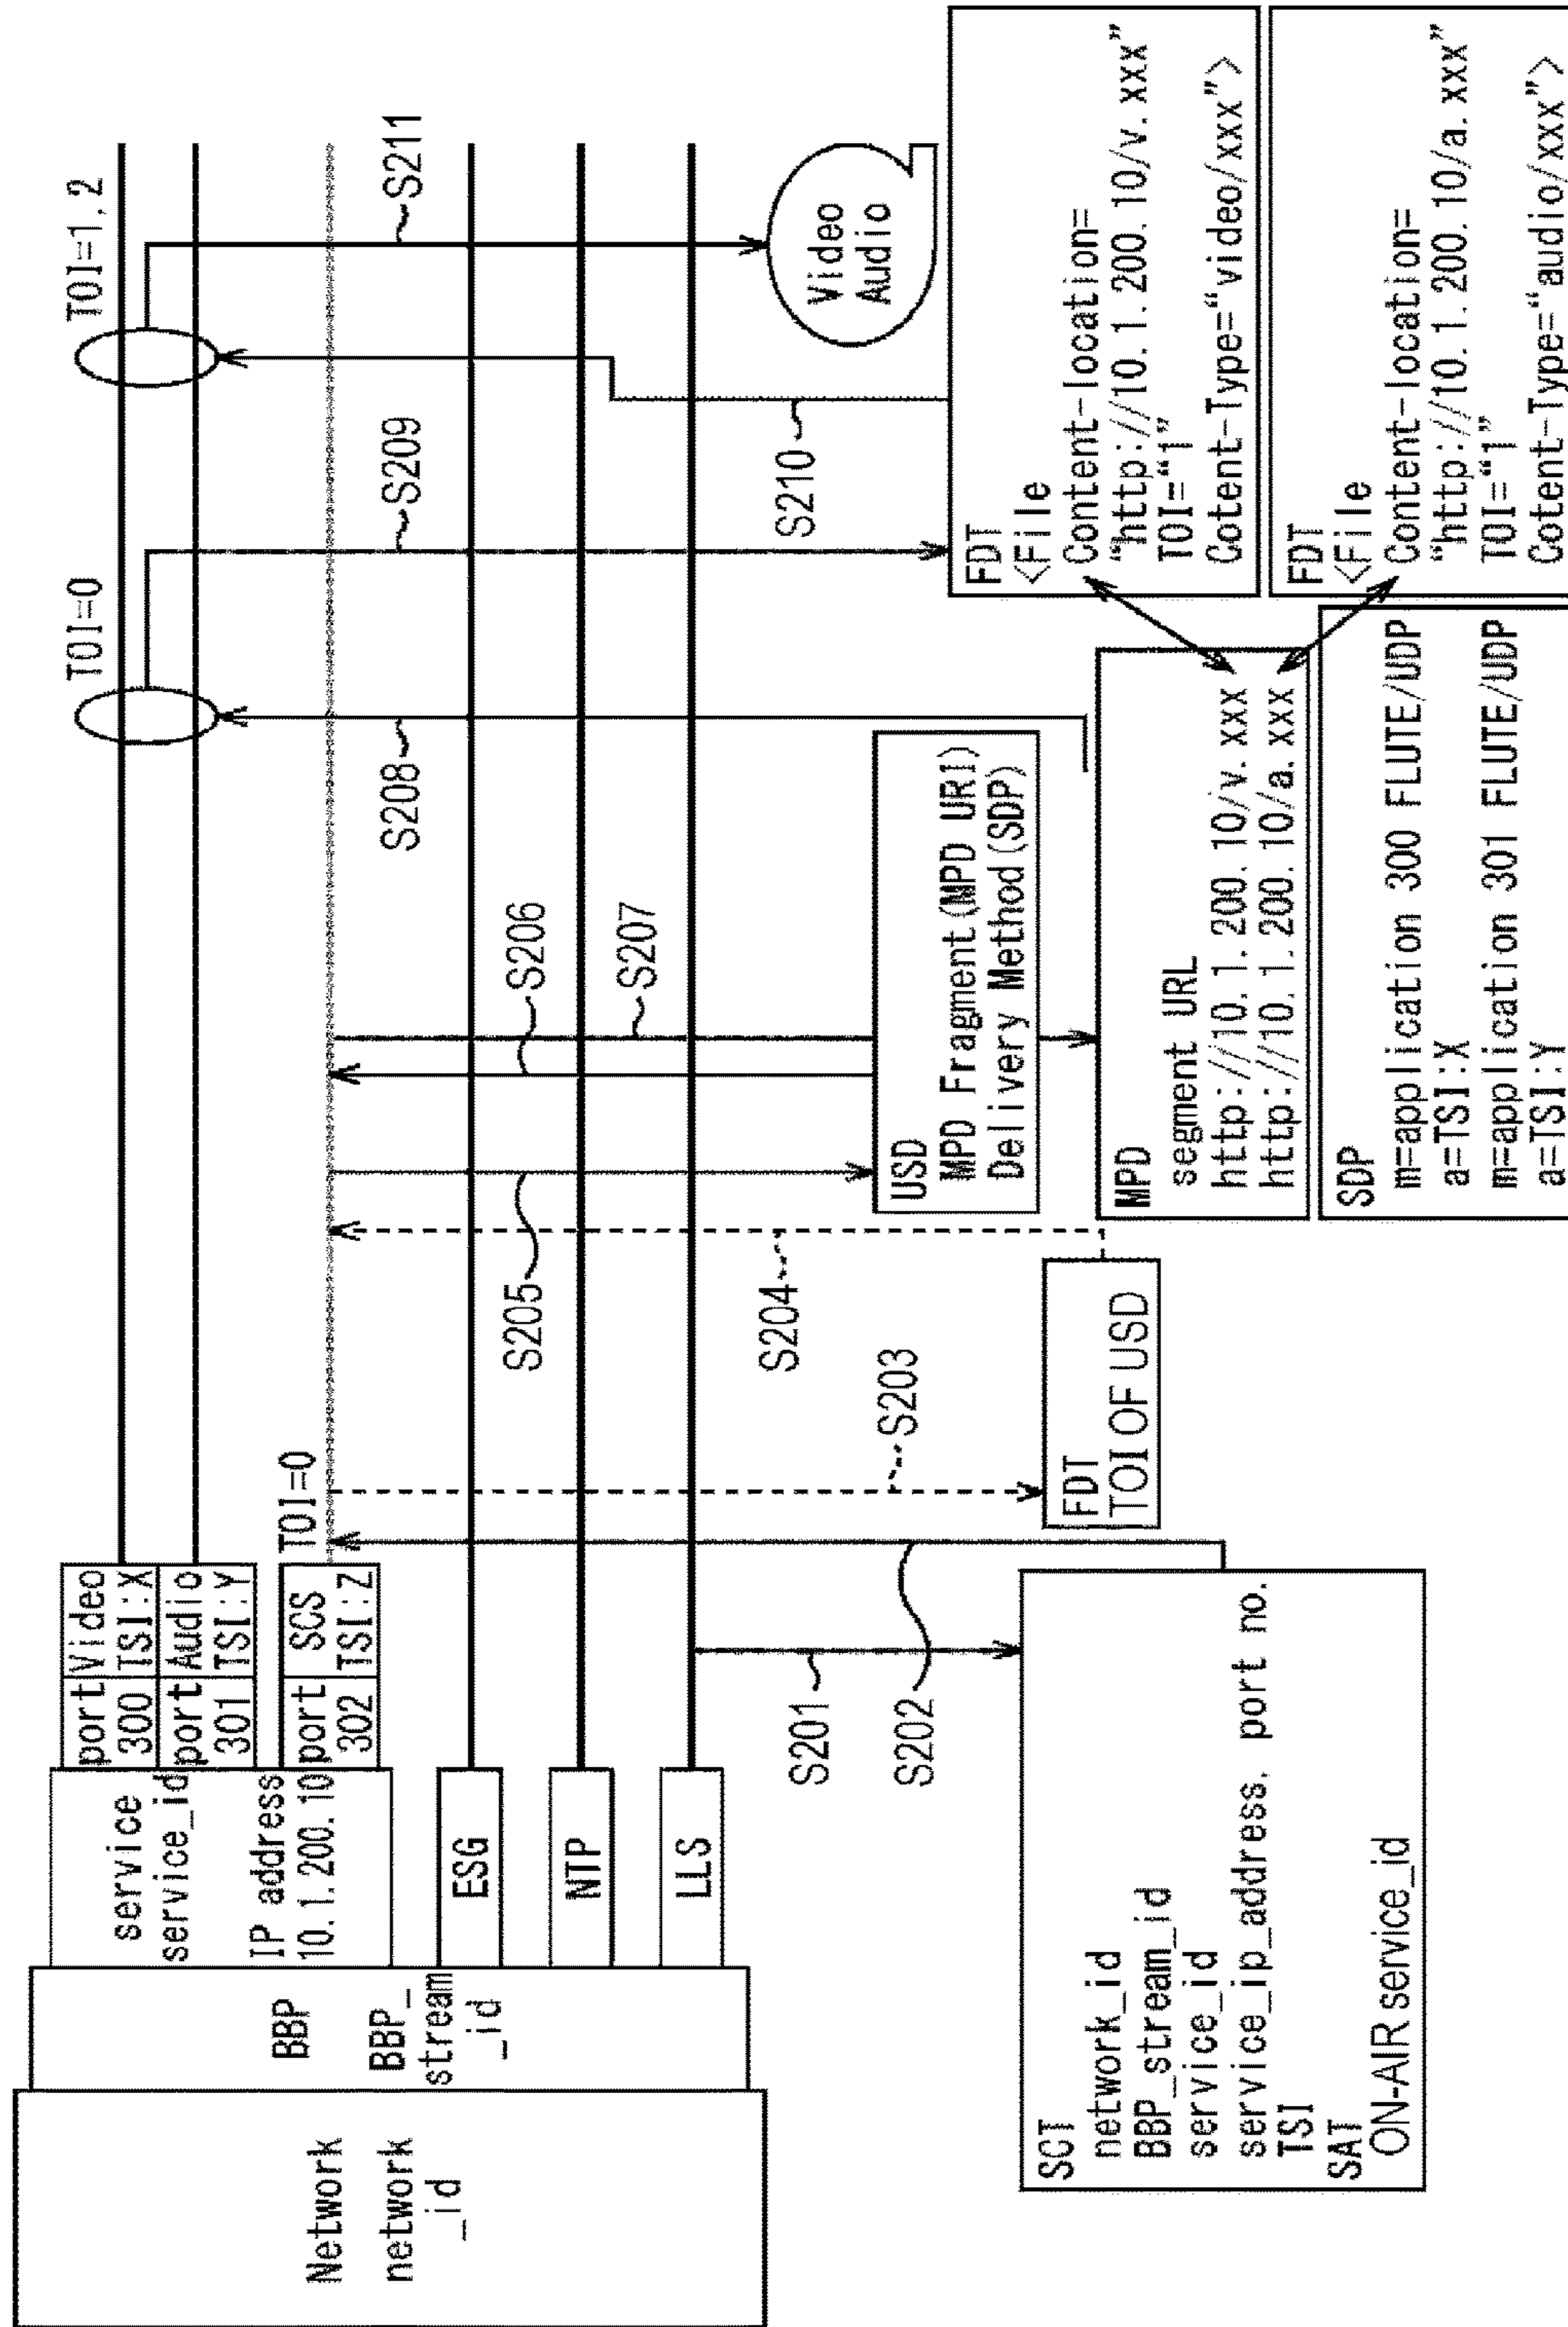 Network
network
_id
BBP
BBP_
stream
_id
service
service_id
IP address
10.1.200.10
port
300
Video
TSI:X
port
301
Audio
TSI:Y
port
302
SCS
TSI:Z
ESG
NTP
LLS
TOI=0
TOI=0
TOI=1, 2
S201
S202
S203
S204
S205
S206
S207
S208
S209
S210
S211
SCT
network_id
BBP_stream_id
service_id
service_ip_address, port no.
TSI
SAT
ON-AIR service_id
FDT
TOI OF USD
USD
MPD Fragment(MPD URI)
Delivery Method(SDP)
MPD
segment URL
http://10.1.200.10/v.xxx
http://10.1.200.10/a.xxx
SDP
m=application 300 FLUTE/UDP
a=TSI:X
m=application 301 FLUTE/UDP
a=TSI:Y
Video
Audio
FDT
<File
Content-location=
“http://10.1.200.10/v.xxx”
TOI=“1”
Cotent-Type=“video/xxx”>
FDT
<File
Content-location=
“http://10.1.200.10/a.xxx”
TOI=“1”
Cotent-Type=“audio/xxx”>